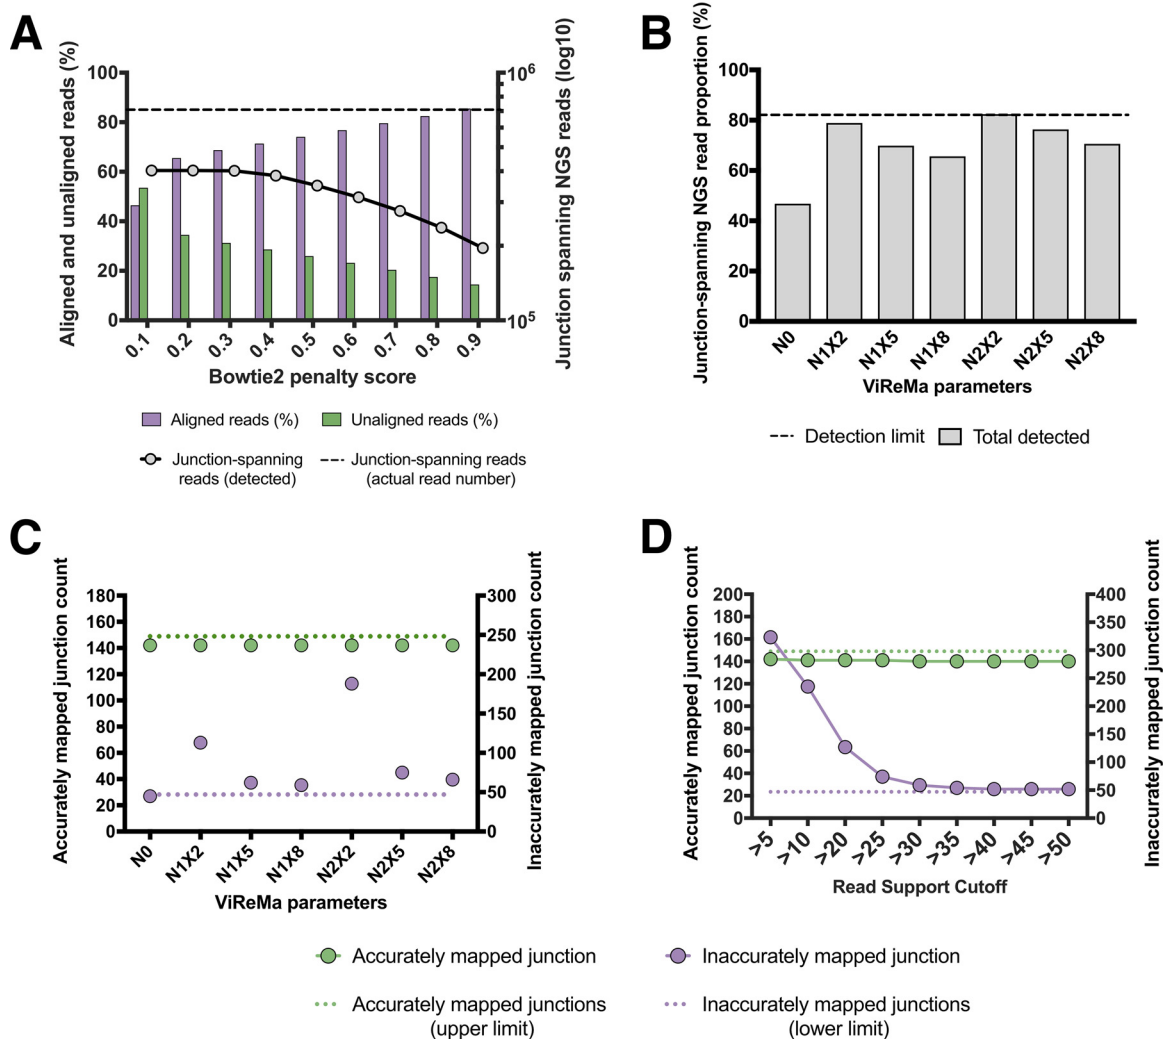 A
Aligned and unaligned reads (%)
100
80
60
40
20
0
10⁶
10⁵
Junction spanning NGS reads (log10)
0.1 0.2 0.3 0.4 0.5 0.6 0.7 0.8 0.9
Bowtie2 penalty score
Aligned reads (%) Unaligned reads (%)
Junction-spanning reads (detected)
Junction-spanning reads (actual read number)
B
Junction-spanning NGS read proportion (%)
100
80
60
40
20
0
N0 N1X2 N1X5 N1X8 N2X2 N2X5 N2X8
ViReMa parameters
Detection limit Total detected
C
Accurately mapped junction count
180
160
140
120
100
80
60
40
20
0
300
250
200
150
100
50
0
Inaccurately mapped junction count
N0 N1X2 N1X5 N1X8 N2X2 N2X5 N2X8
ViReMa parameters
D
Accurately mapped junction count
200
180
160
140
120
100
80
60
40
20
0
400
350
300
250
200
150
100
50
0
Inaccurately mapped junction count
>5 >10 >20 >25 >30 >35 >40 >45 >50
Read Support Cutoff
Accurately mapped junction
Inaccurately mapped junction
Accurately mapped junctions
(upper limit)
Inaccurately mapped junctions
(lower limit)